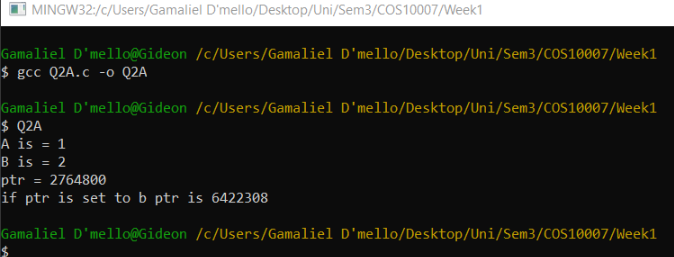 MINGW32:/c/Users/Gamaliel D'mello/Desktop/Uni/Sem3/COS10007/Week1
Gamaliel D'mello@Gideon /c/Users/Gamaliel D'mello/Desktop/Uni/Sem3/COS10007/Week1
$ gcc Q2A.c -o Q2A
Gamaliel D'mello@Gideon /c/Users/Gamaliel D'mello/Desktop/Uni/Sem3/COS10007/Week1
$ Q2A
A is = 1
B is = 2
ptr = 2764800
if ptr is set to b ptr is 6422308
Gamaliel D'mello@Gideon /c/Users/Gamaliel D'mello/Desktop/Uni/Sem3/COS10007/Week1
$